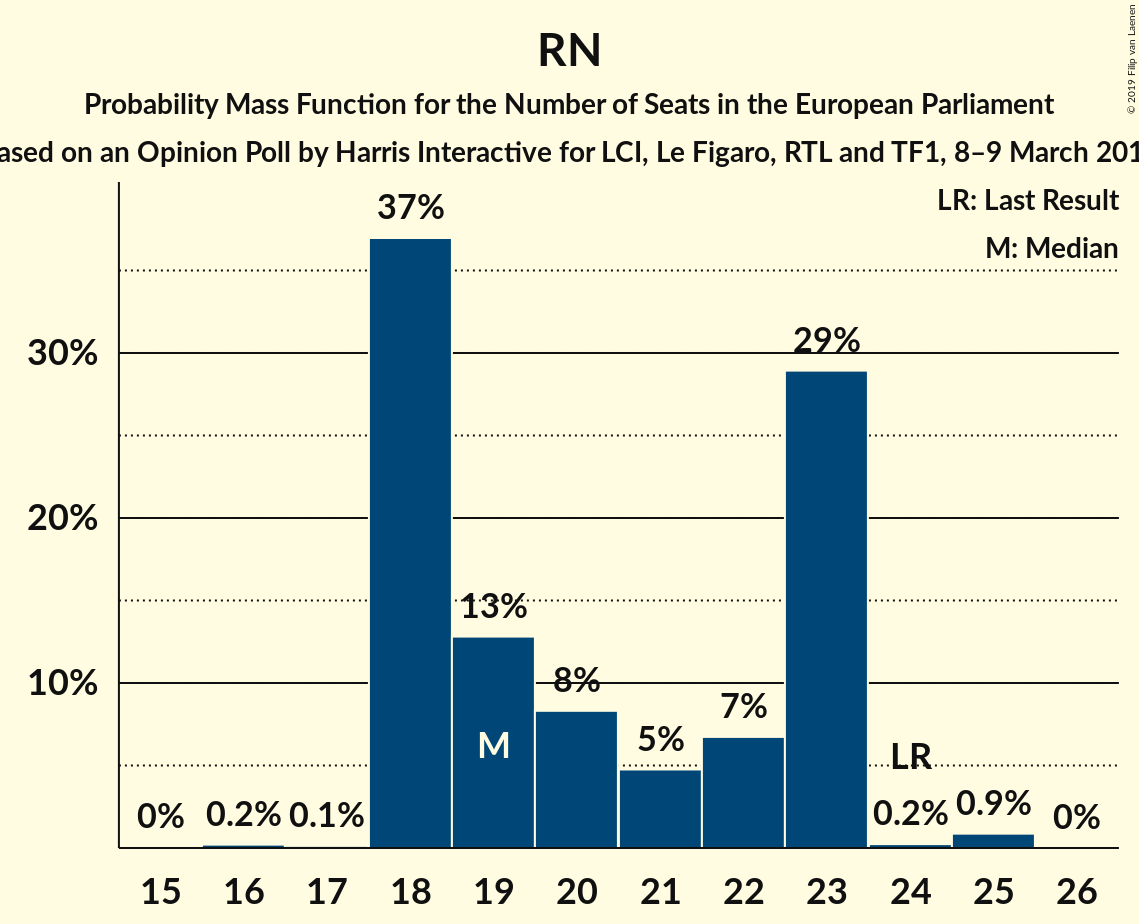 RN
Probability Mass Function for the Number of Seats in the European Parliament
ased on an Opinion Poll by Harris Interactive for LCI, Le Figaro, RTL and TF1, 8–9 March 201
© 2019 Filip van Laenen
LR: Last Result
M: Median
37%
29%
30%
20%
13%
10%
8%
7%
5%
M
LR
0%
0.2%
0.1%
0.2%
0.9%
0%
15 16 17 18 19 20 21 22 23 24 25 26